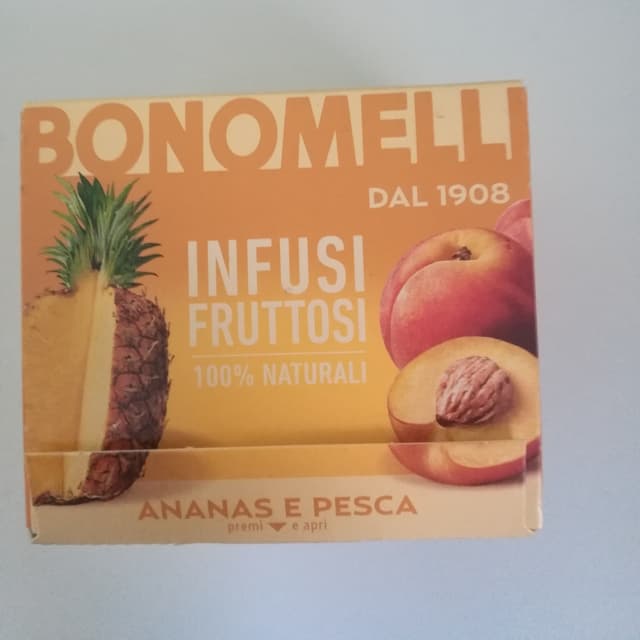 BONOMELLI
DAL 1908
INFUSI
FRUTTOSI
100% NATURALI
ANANAS E PESCA
premi e apri